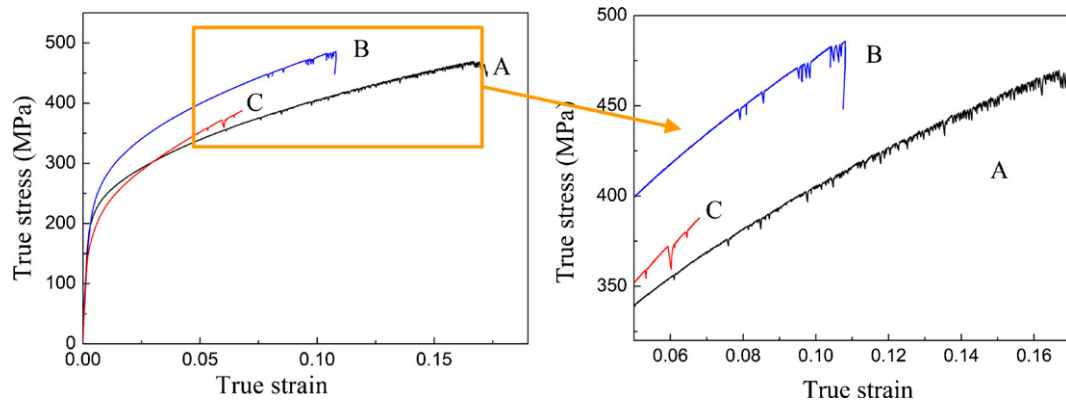 500
400
300
200
100
0
True stress (MPa)
B
A
C
0.00 0.05 0.10 0.15
True strain
500
450
400
350
True stress (MPa)
B
A
C
0.06 0.08 0.10 0.12 0.14 0.16
True strain